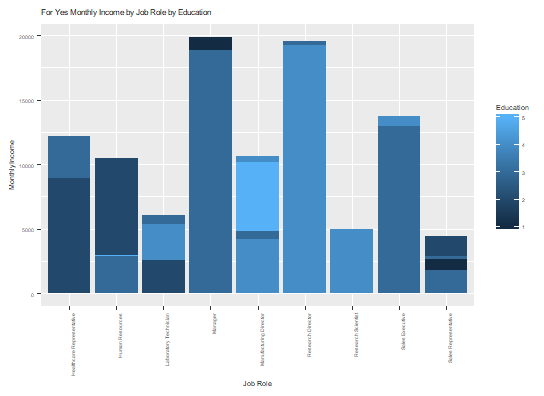 For Yes Monthly Income by Job Role by Education
20000
15000
10000
5000
0
MonthlyIncome
Healthcare Representative
Human Resources
Laboratory Technician
Manager
Manufacturing Director
Research Director
Research Scientist
Sales Executive
Sales Representative
Job Role
Education
5
4
3
2
1